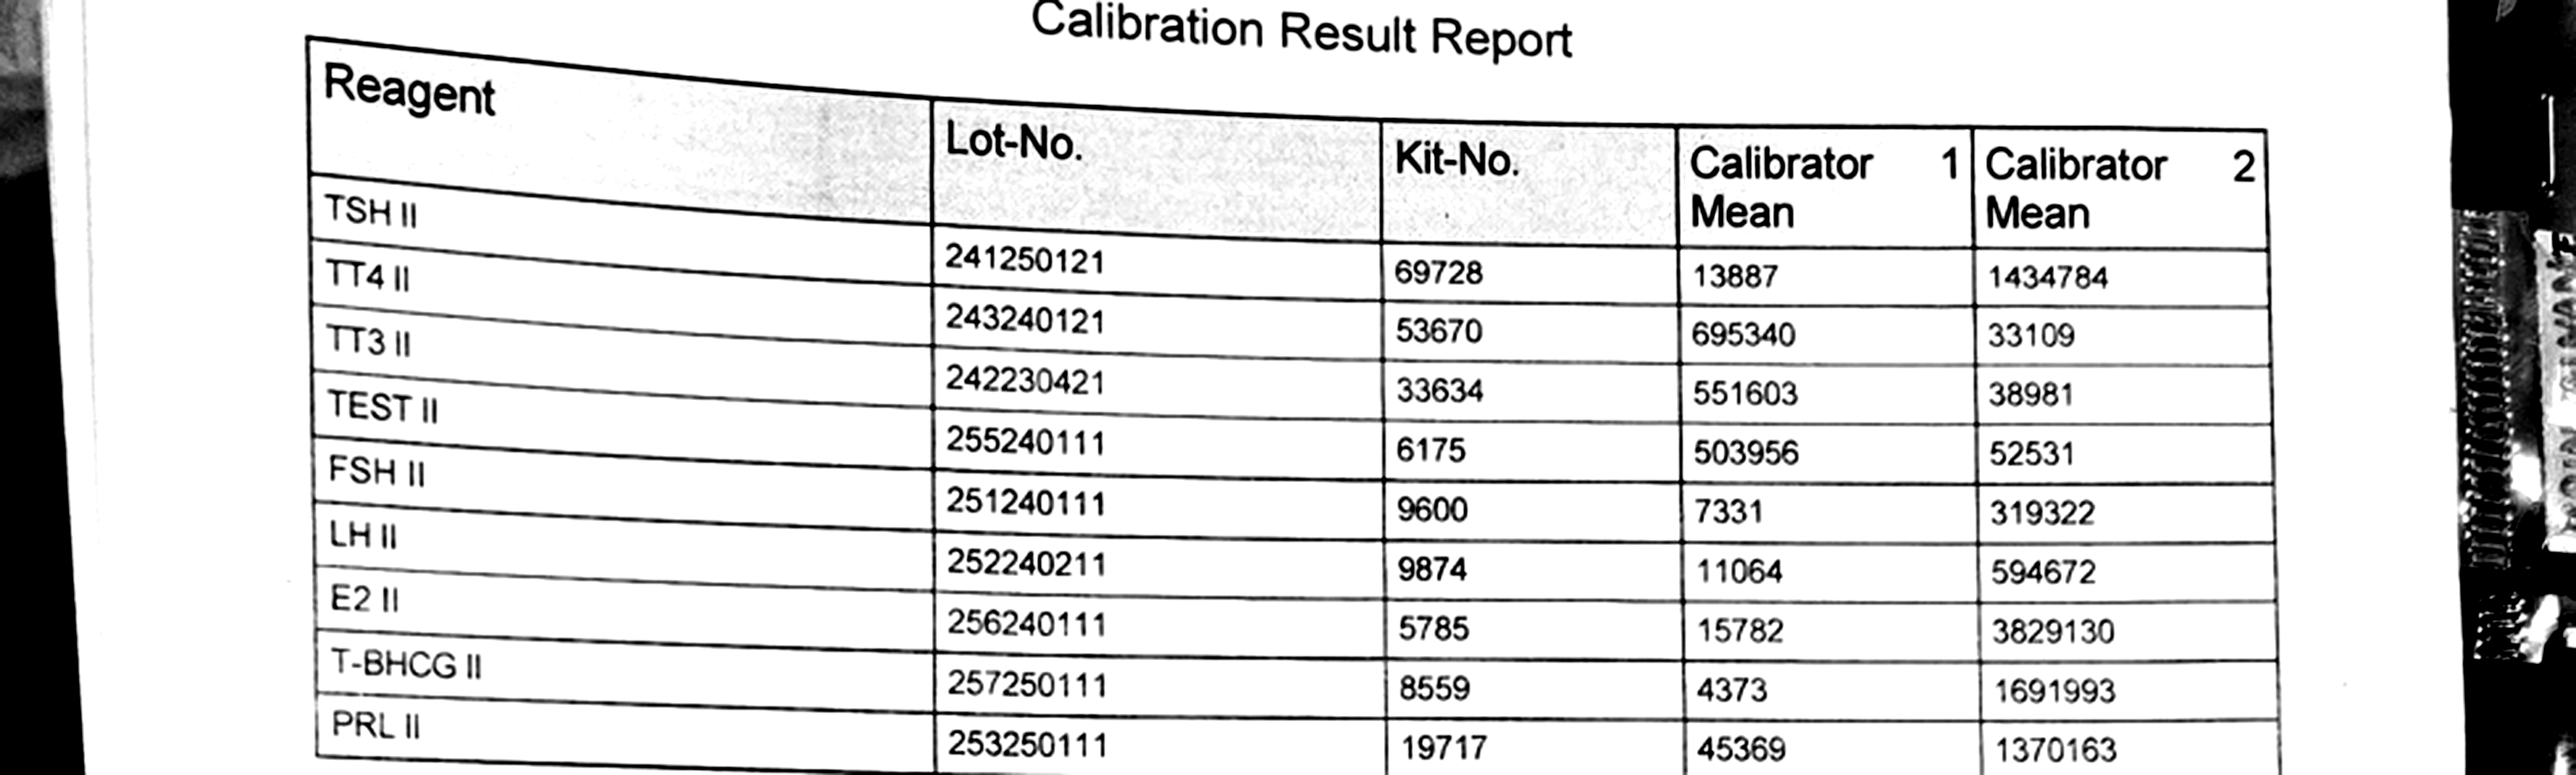 Calibration Result Report
Reagent Lot-No. Kit-No. Calibrator 1 Mean Calibrator 2 Mean
TSH II 241250121 69728 13887 1434784
TT4 II 243240121 53670 695340 33109
TT3 II 242230421 33634 551603 38981
TEST II 255240111 6175 503956 52531
FSH II 251240111 9600 7331 319322
LH II 252240211 9874 11064 594672
E2 II 256240111 5785 15782 3829130
T-BHCG II 257250111 8559 4373 1691993
PRL II 253250111 19717 45369 1370163